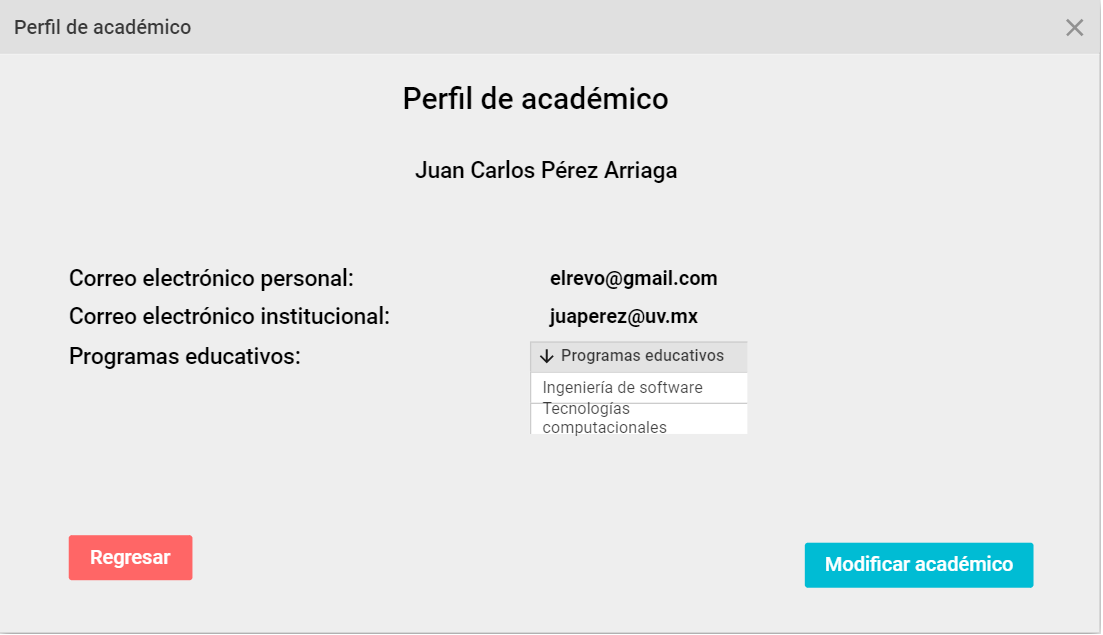 Perfil de académico
Perfil de académico
Juan Carlos Pérez Arriaga
Correo electrónico personal: elrevo@gmail.com
Correo electrónico institucional: juaperez@uv.mx
Programas educativos: Programas educativos
Ingeniería de software
Tecnologías
computacionales
Regresar
Modificar académico